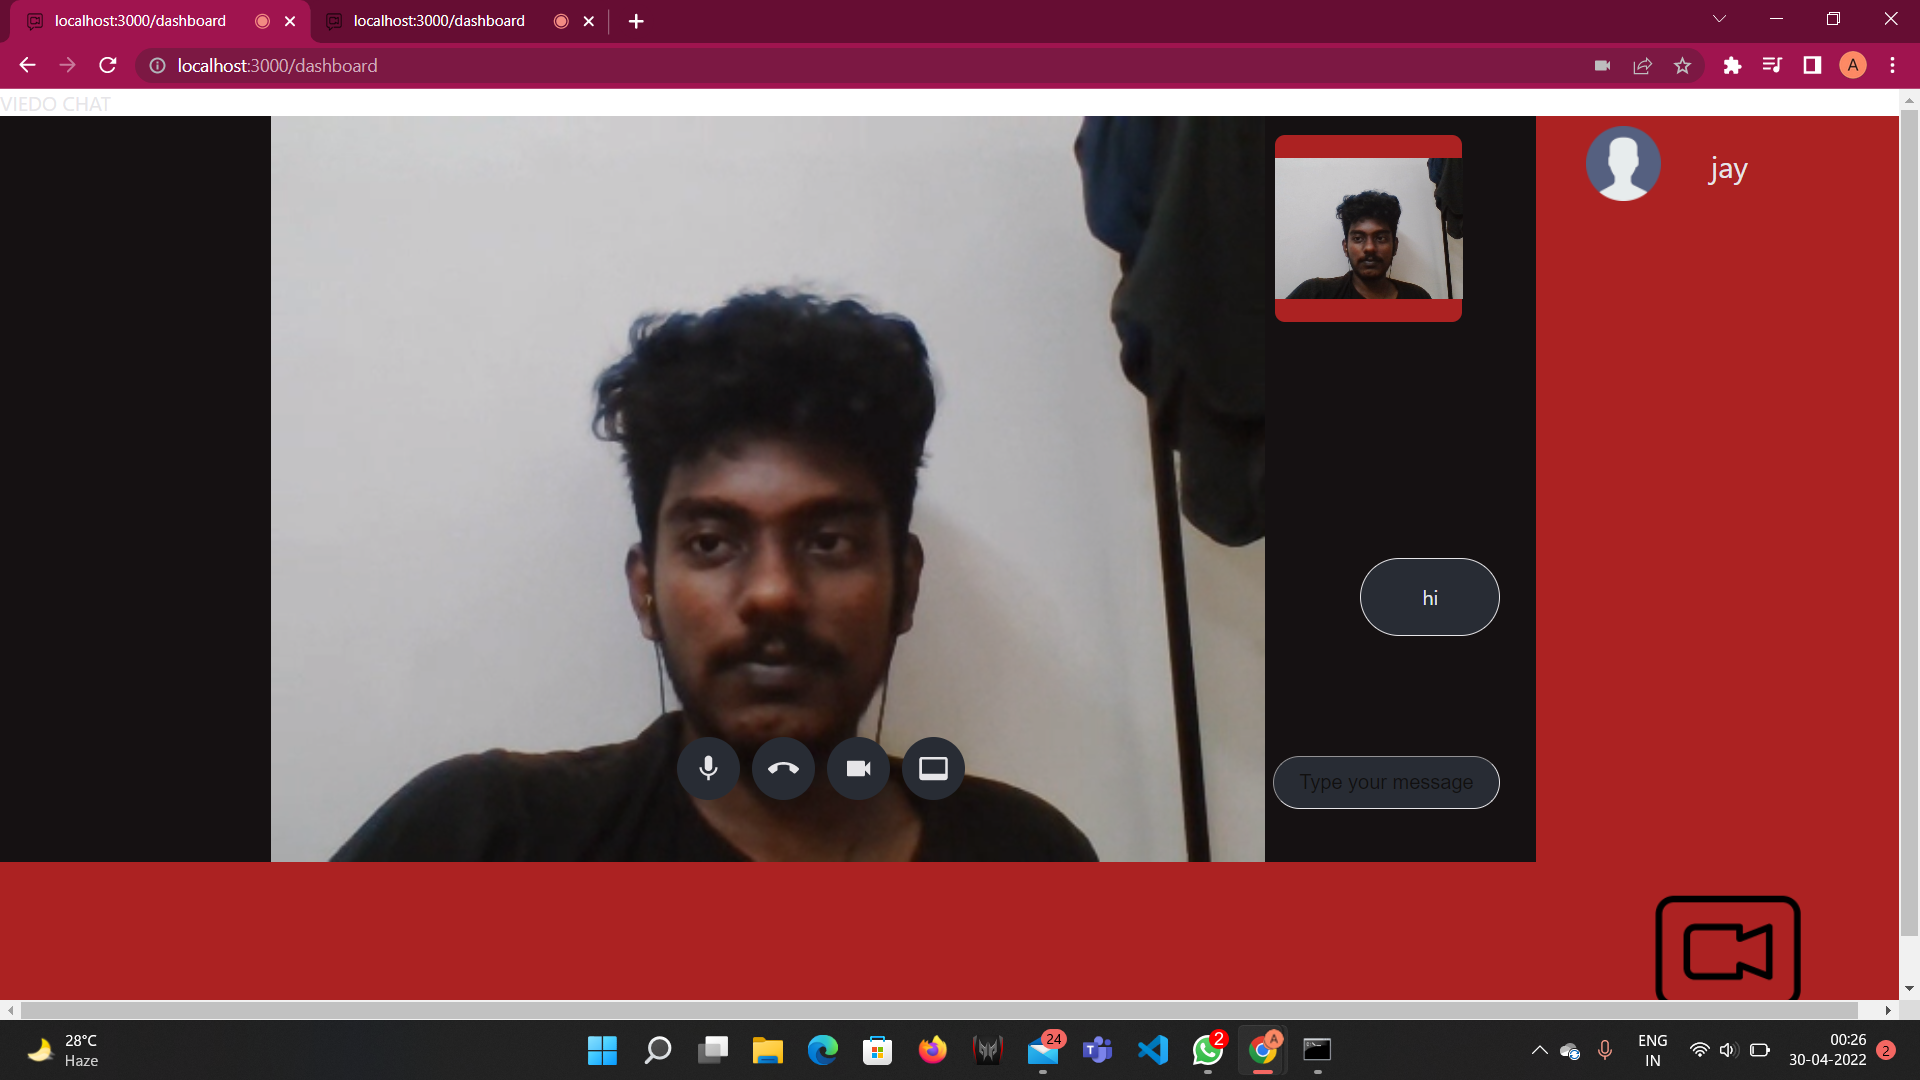 localhost:3000/dashboard
localhost:3000/dashboard
localhost:3000/dashboard
A
VIEDO CHAT
jay
hi
Type your message
28°C
Haze
24
2
A
ENG
IN
00:26
30-04-2022
2